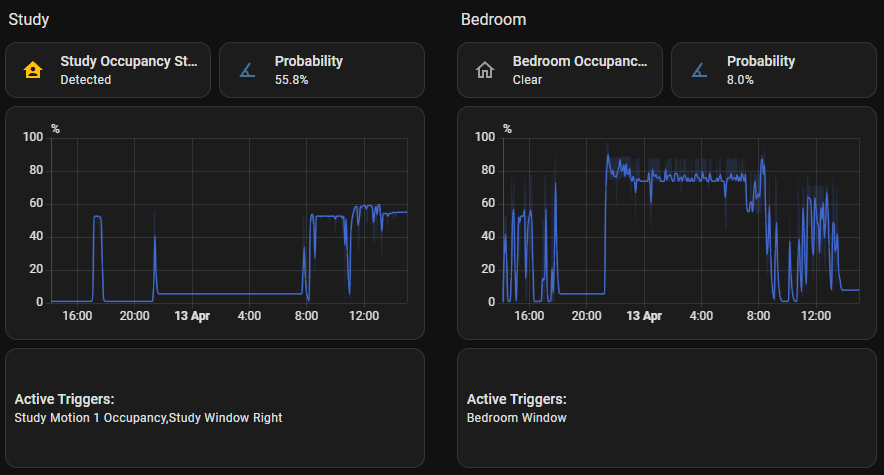 Study
Study Occupancy St...
Detected
Probability
55.8%
%
100
80
60
40
20
0
16:00
20:00
13 Apr
4:00
8:00
12:00
Active Triggers:
Study Motion 1 Occupancy,Study Window Right
Bedroom
Bedroom Occupanc...
Clear
Probability
8.0%
%
100
80
60
40
20
0
16:00
20:00
13 Apr
4:00
8:00
12:00
Active Triggers:
Bedroom Window